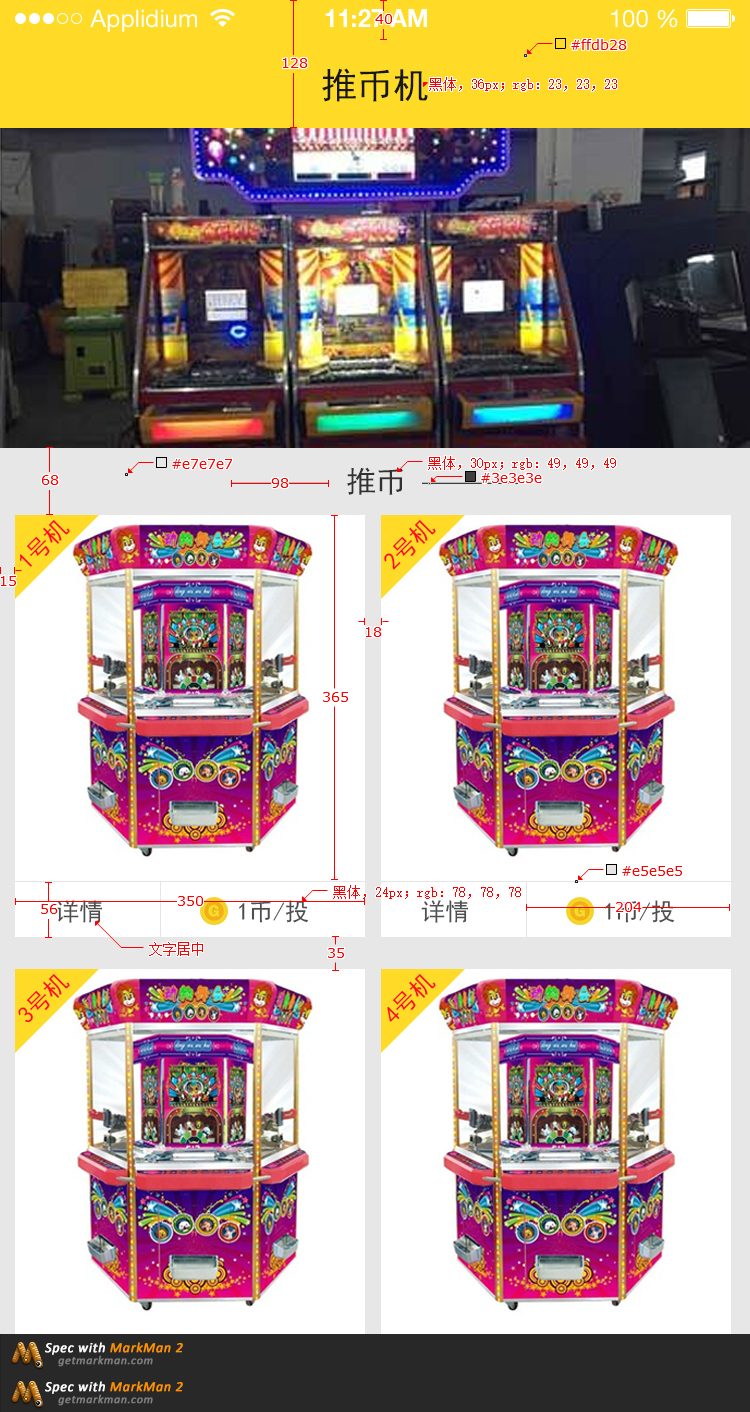 Applidium 11:27 AM 100 %
40
#ffdb28
128
推币机
黑体，36px；rgb：23，23，23
#e7e7e7
黑体，30px；rgb：49，49，49
68
98
推币
#3e3e3e
1号机
2号机
15
18
365
#e5e5e5
黑体，24px；rgb：78，78，78
56
详情
350
1币/投
详情
1币/投
204
文字居中
35
3号机
4号机
Spec with MarkMan 2
getmarkman.com
Spec with MarkMan 2
getmarkman.com